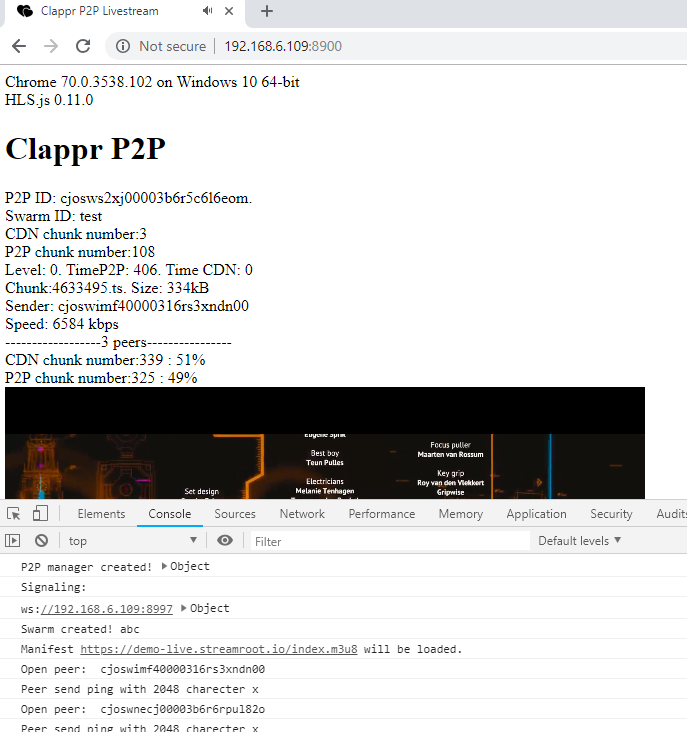 Clappr P2P Livestream
Not secure | 192.168.6.109:8900
Chrome 70.0.3538.102 on Windows 10 64-bit
HLS.js 0.11.0
Clappr P2P
P2P ID: cjosws2xj00003b6r5c6l6eom.
Swarm ID: test
CDN chunk number:3
P2P chunk number:108
Level: 0. TimeP2P: 406. Time CDN: 0
Chunk:4633495.ts. Size: 334kB
Sender: cjoswimf40000316rs3xndn00
Speed: 6584 kbps
------------------3 peers----------------
CDN chunk number:339 : 51%
P2P chunk number:325 : 49%
Eugene Sprik
Best boy
Teun Pulles
Electricians
Melanie Tenhagen
Focus puller
Maarten van Rossum
Key grip
Roy van den Vlekkert
Gripwise
Set design
Elements Console Sources Network Performance Memory Application Security Audits
top Filter Default levels
P2P manager created! Object
Signaling:
ws://192.168.6.109:8997 Object
Swarm created! abc
Manifest https://demo-live.streamroot.io/index.m3u8 will be loaded.
Open peer: cjoswimf40000316rs3xndn00
Peer send ping with 2048 charecter x
Open peer: cjoswnecj00003b6r6rpul82o
Peer send ping with 2048 charecter x